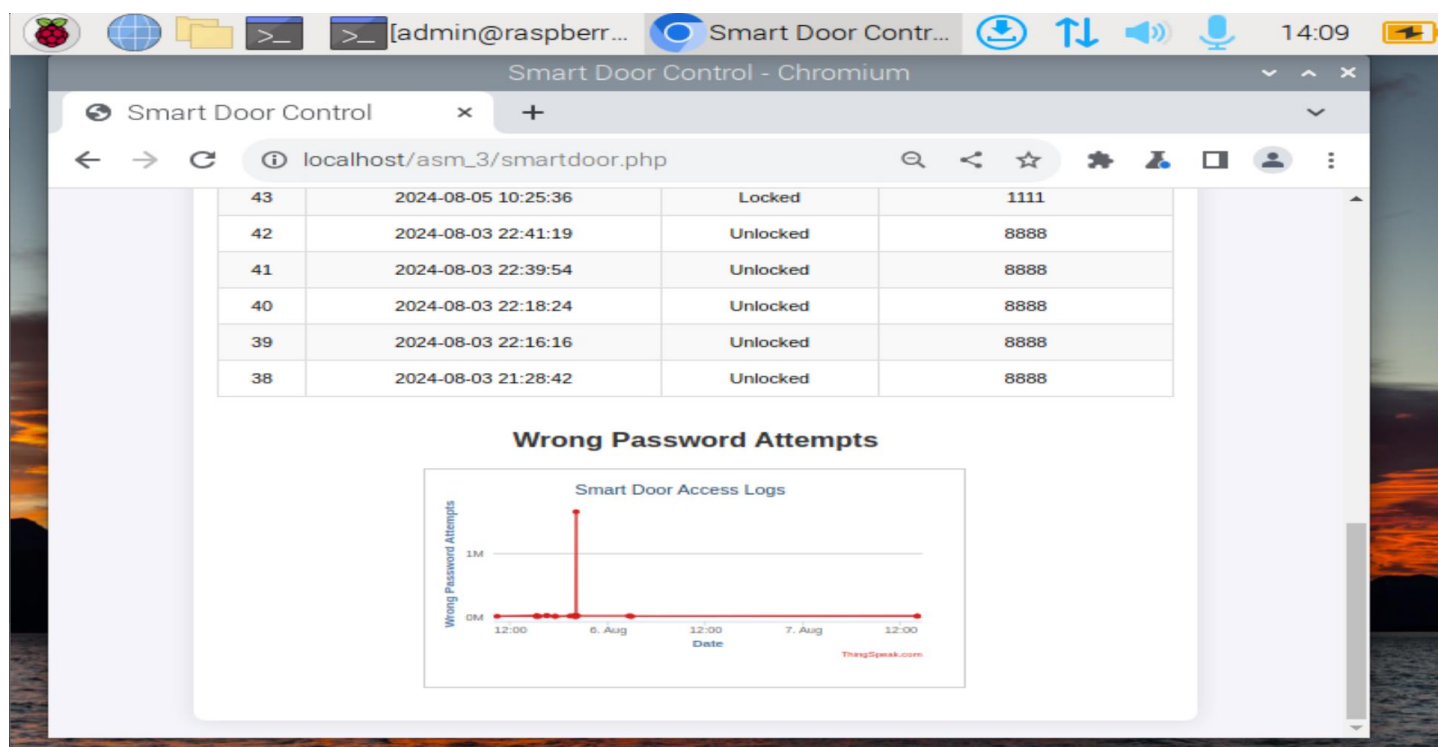 [admin@raspberr... Smart Door Contr... 14:09
Smart Door Control - Chromium
Smart Door Control
localhost/asm_3/smartdoor.php
43 2024-08-05 10:25:36 Locked 1111
42 2024-08-03 22:41:19 Unlocked 8888
41 2024-08-03 22:39:54 Unlocked 8888
40 2024-08-03 22:18:24 Unlocked 8888
39 2024-08-03 22:16:16 Unlocked 8888
38 2024-08-03 21:28:42 Unlocked 8888
Wrong Password Attempts
Smart Door Access Logs
Wrong Password Attempts
1M
0M
12:00 6. Aug 12:00 7. Aug 12:00
Date
ThingSpeak.com